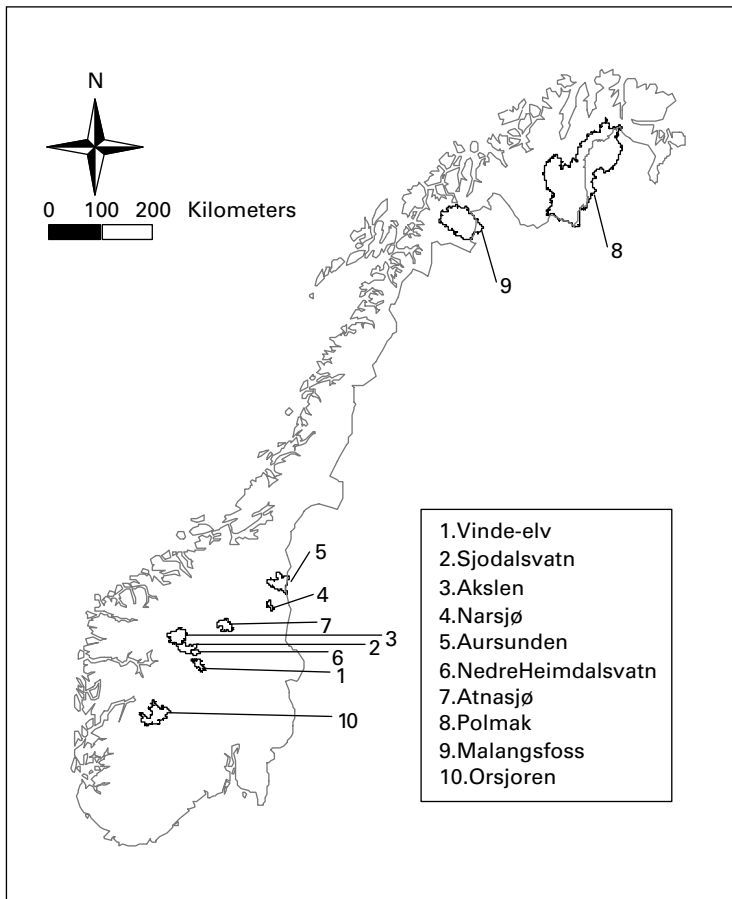 N
0 100 200 Kilometers
8
9
5
4
7
3
2
6
1
10
1.Vinde-elv
2.Sjodalsvatn
3.Akslen
4.Narsjø
5.Aursunden
6.NedreHeimdalsvatn
7.Atnasjø
8.Polmak
9.Malangsfoss
10.Orsjoren